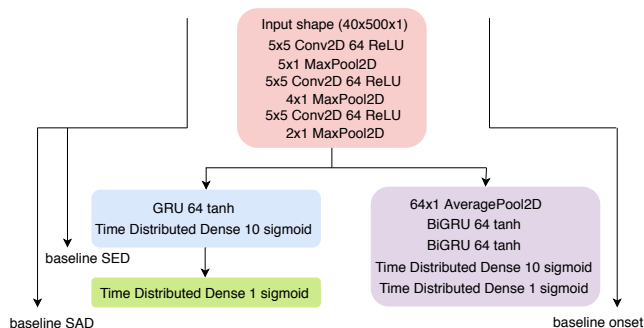 Input shape (40x500x1)
5x5 Conv2D 64 ReLU
5x1 MaxPool2D
5x5 Conv2D 64 ReLU
4x1 MaxPool2D
5x5 Conv2D 64 ReLU
2x1 MaxPool2D
GRU 64 tanh
Time Distributed Dense 10 sigmoid
baseline SED
Time Distributed Dense 1 sigmoid
baseline SAD
64x1 AveragePool2D
BiGRU 64 tanh
BiGRU 64 tanh
Time Distributed Dense 10 sigmoid
Time Distributed Dense 1 sigmoid
baseline onset